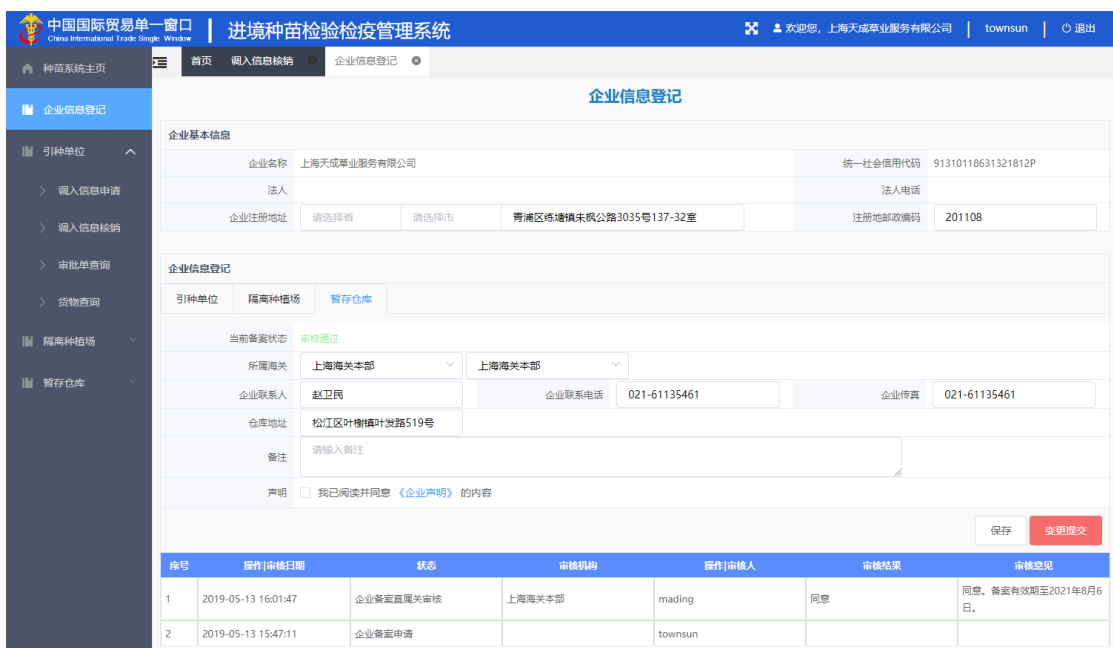 中国国际贸易单一窗口 进境种苗检验检疫管理系统 欢迎您，上海天成草业服务有限公司 townsun 退出
China International Trade Single Window
种苗系统主页 首页 调入信息核销 企业信息登记
企业信息登记
企业信息登记
企业基本信息
引种单位
企业名称 上海天成草业服务有限公司 统一社会信用代码 91310118631321812P
调入信息申请 法人 法人电话
企业注册地址 请选择省 请选择市 青浦区练塘镇朱枫公路3035号137-32室 注册地邮政编码 201108
调入信息核销
审批单查询 企业信息登记
货物查询 引种单位 隔离种植场 暂存仓库
隔离种植场 当前备案状态 审核通过
所属海关 上海海关本部 上海海关本部
暂存仓库
企业联系人 赵卫民 企业联系电话 021-61135461 企业传真 021-61135461
仓库地址 松江区叶榭镇叶发路519号
备注 请输入备注
声明 我已阅读并同意 《企业声明》 的内容
保存 变更提交
序号 操作|审核日期 状态 审核机构 操作|审核人 审核结果 审核意见
1 2019-05-13 16:01:47 企业备案直属关审核 上海海关本部 mading 同意 同意。备案有效期至2021年8月6
日。
2 2019-05-13 15:47:11 企业备案申请 townsun